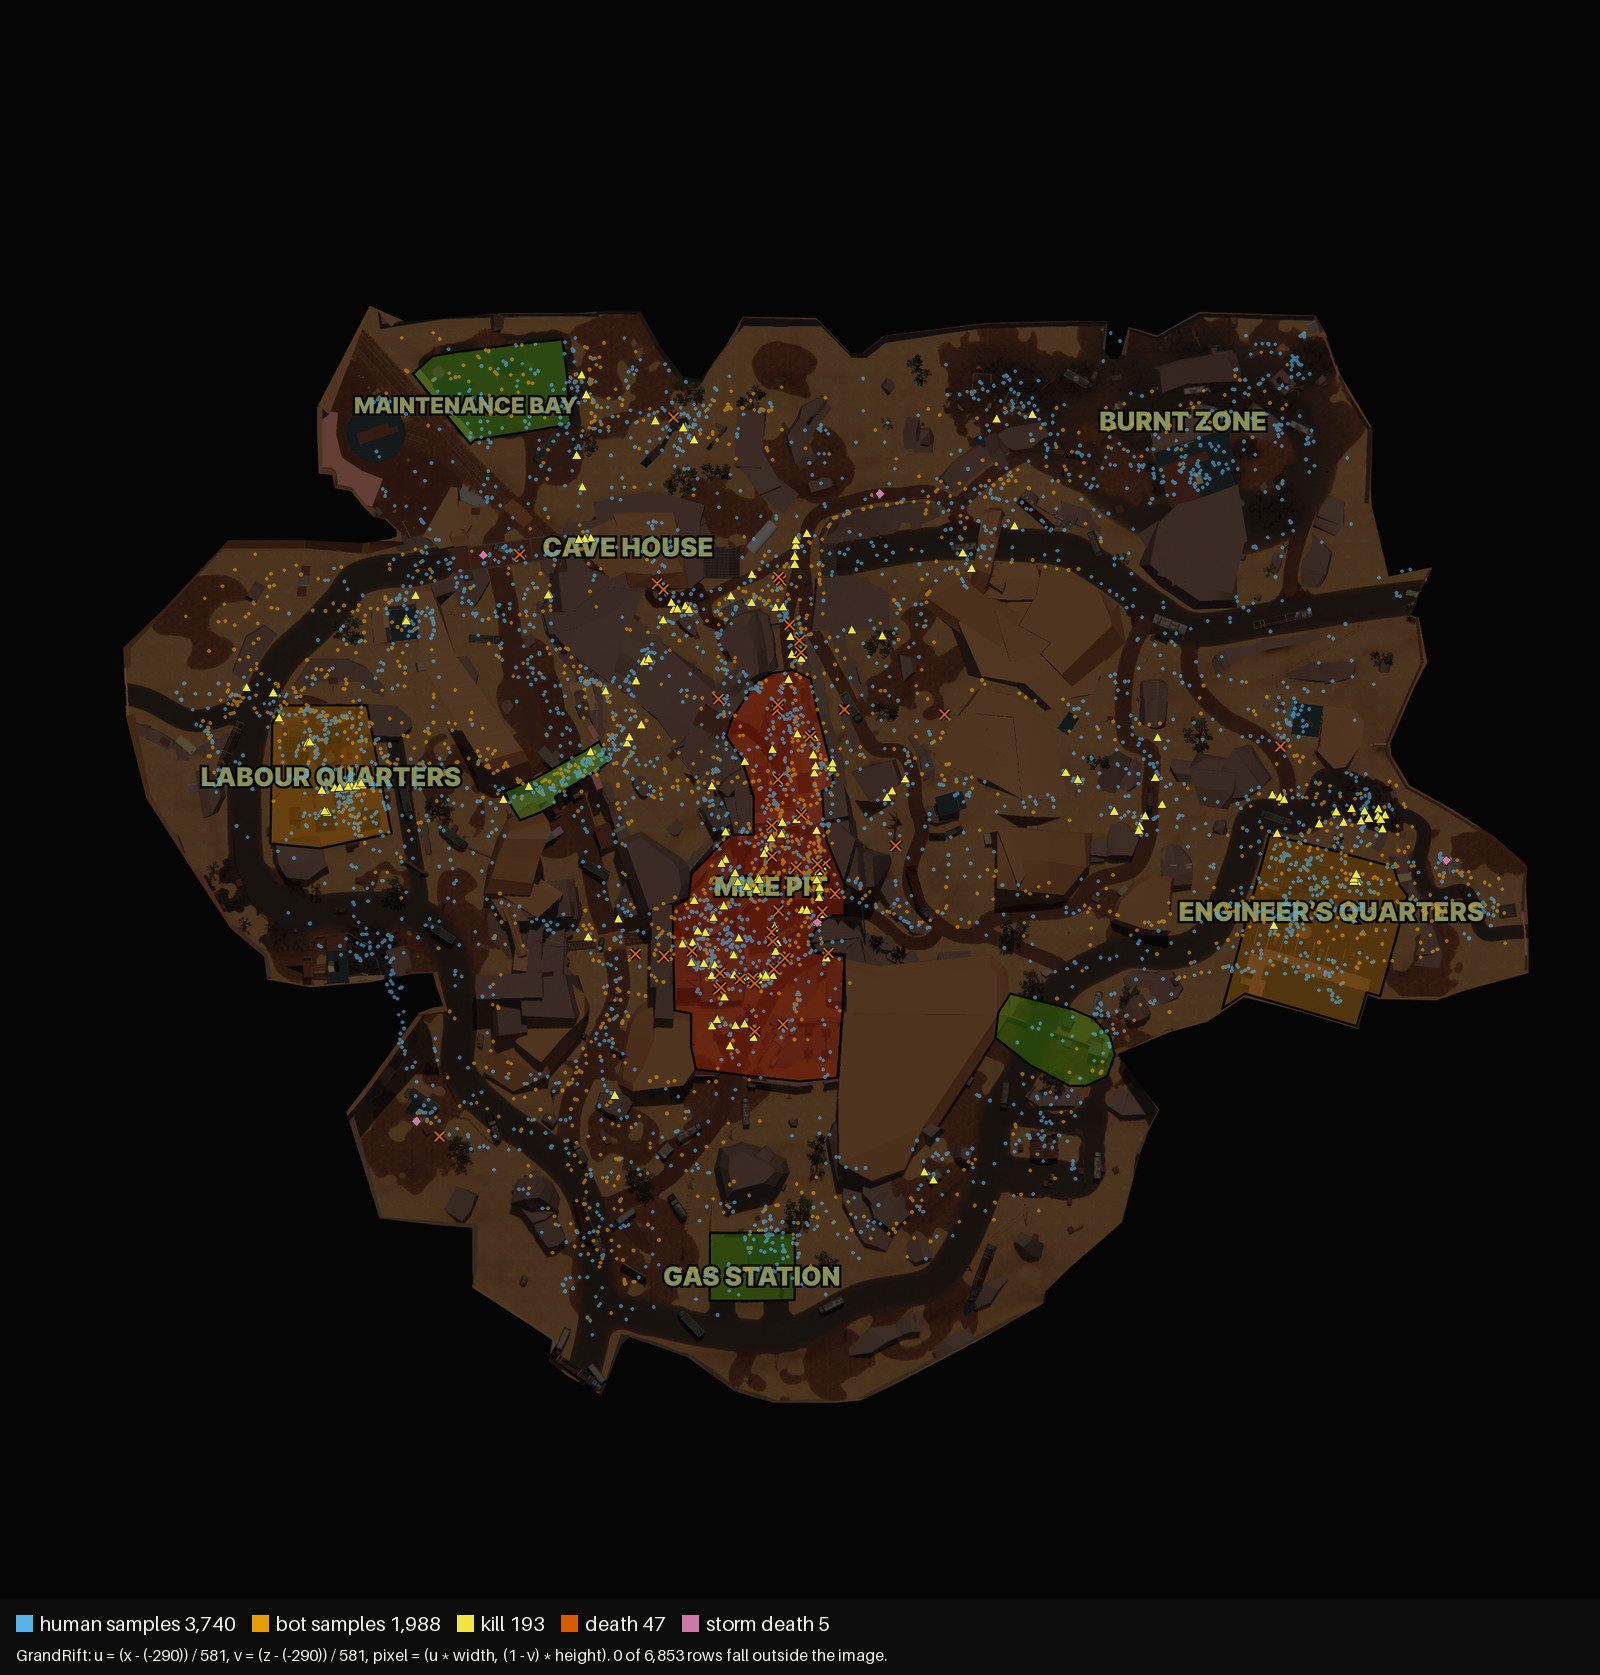 MAINTENANCE BAY
BURNT ZONE
CAVE HOUSE
LABOUR QUARTERS
MINE PIT
ENGINEER'S QUARTERS
GAS STATION
human samples 3,740 bot samples 1,988 kill 193 death 47 storm death 5
GrandRift: u = (x - (-290)) / 581, v = (z - (-290)) / 581, pixel = (u * width, (1 - v) * height). 0 of 6,853 rows fall outside the image.